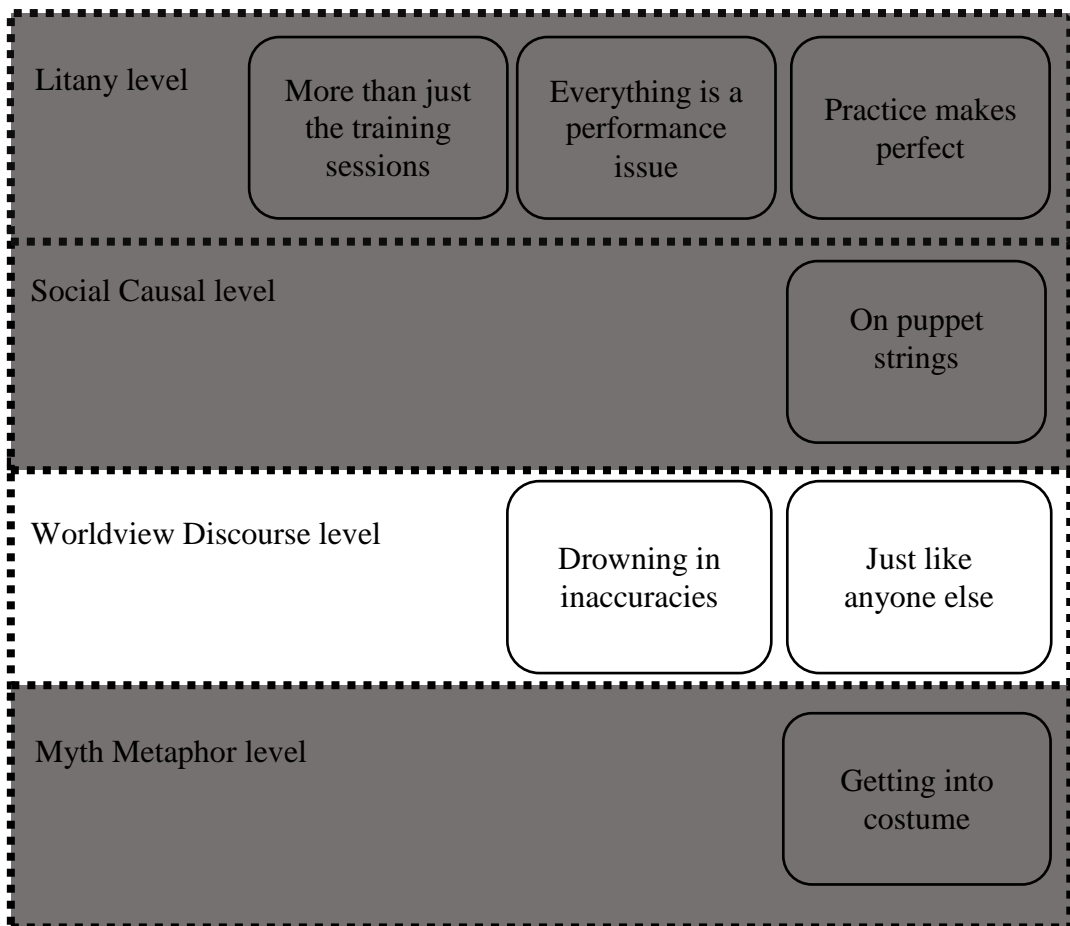 Litany level
More than just
the training
sessions
Everything is a
performance
issue
Practice makes
perfect
Social Causal level
On puppet
strings
Worldview Discourse level
Drowning in
inaccuracies
Just like
anyone else
Myth Metaphor level
Getting into
costume